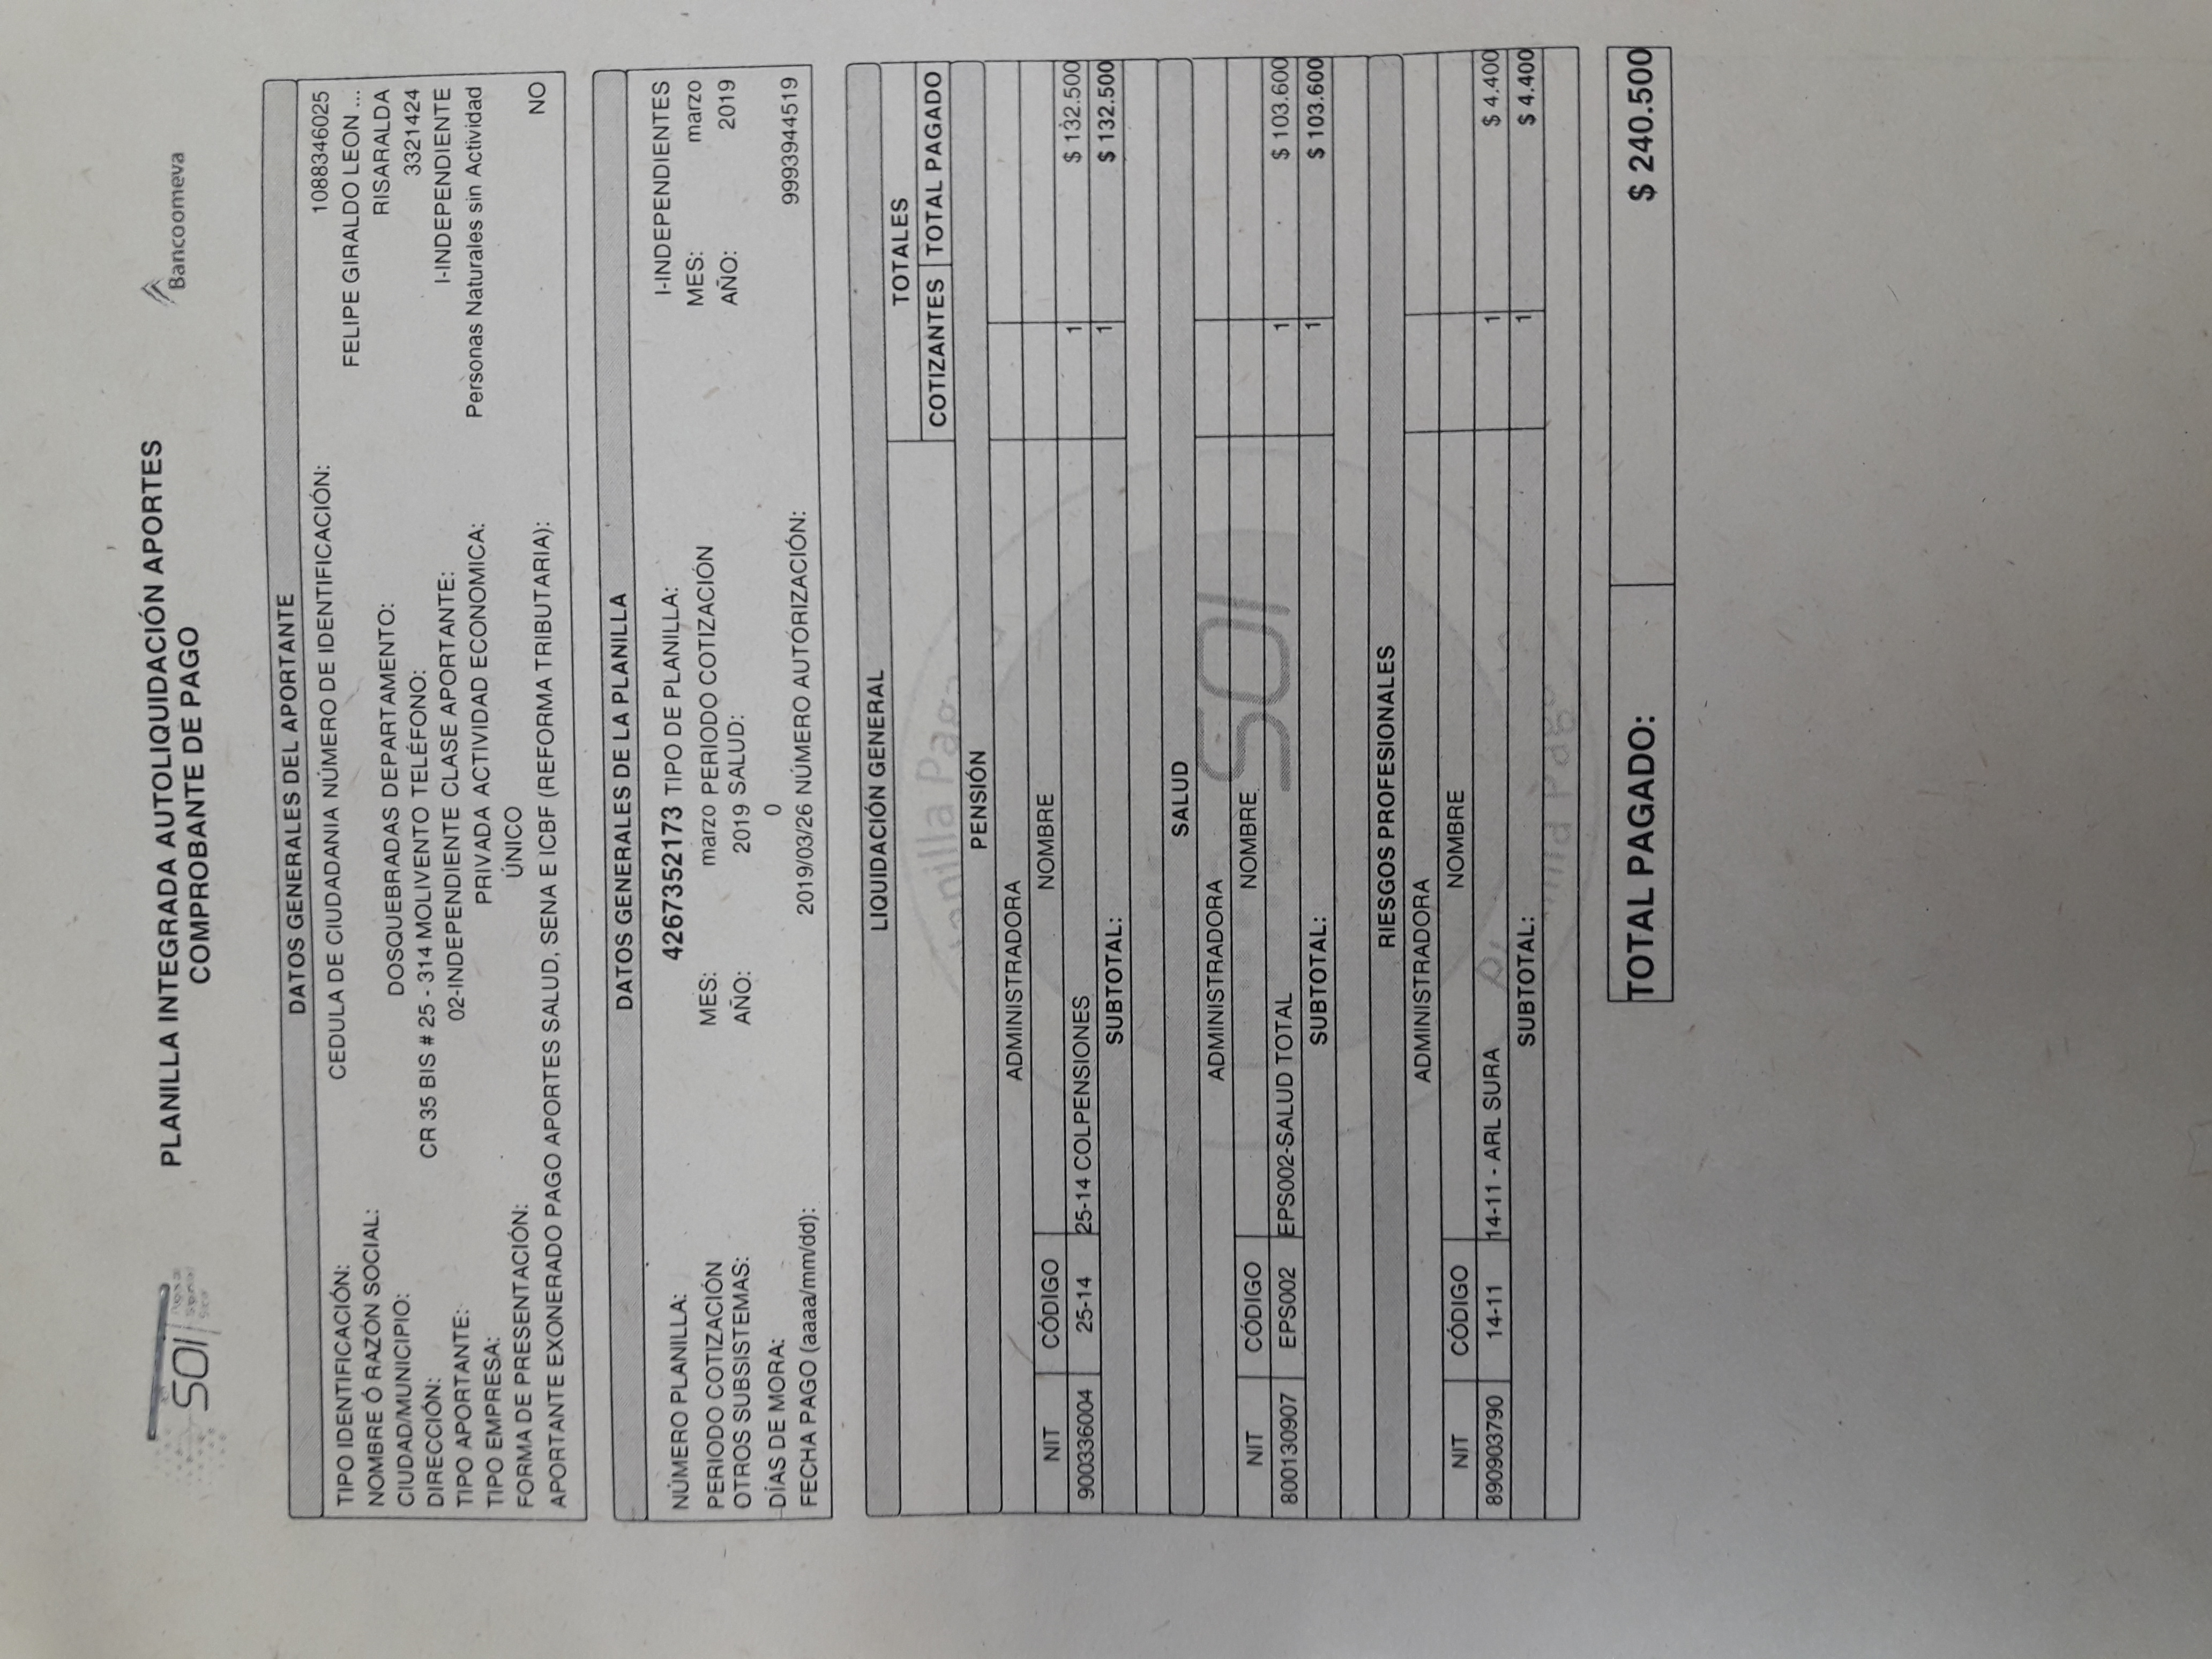 SOI
PLANILLA INTEGRADA AUTOLIQUIDACIÓN APORTES
COMPROBANTE DE PAGO
Bancoomeva
DATOS GENERALES DEL APORTANTE
TIPO IDENTIFICACIÓN: CEDULA DE CIUDADANIA NÚMERO DE IDENTIFICACIÓN: 1088346025
NOMBRE Ó RAZÓN SOCIAL: FELIPE GIRALDO LEON ...
CIUDAD/MUNICIPIO: DOSQUEBRADAS DEPARTAMENTO: RISARALDA
DIRECCIÓN: CR 35 BIS # 25 - 314 MOLIVENTO TELÉFONO: 3321424
TIPO APORTANTE: 02-INDEPENDIENTE CLASE APORTANTE: I-INDEPENDIENTE
TIPO EMPRESA: PRIVADA ACTIVIDAD ECONOMICA: Personas Naturales sin Actividad
FORMA DE PRESENTACIÓN: ÚNICO
APORTANTE EXONERADO PAGO APORTES SALUD, SENA E ICBF (REFORMA TRIBUTARIA): NO
DATOS GENERALES DE LA PLANILLA
NÚMERO PLANILLA: 4267352173 TIPO DE PLANILLA: I-INDEPENDIENTES
PERIODO COTIZACIÓN MES: marzo PERIODO COTIZACIÓN MES: marzo
OTROS SUBSISTEMAS: AÑO: 2019 SALUD: AÑO: 2019
DÍAS DE MORA: 0
FECHA PAGO (aaaa/mm/dd): 2019/03/26 NÚMERO AUTORIZACIÓN: 9993944519
LIQUIDACIÓN GENERAL
TOTALES
COTIZANTES TOTAL PAGADO
PENSIÓN
ADMINISTRADORA
NIT CÓDIGO NOMBRE
900336004 25-14 25-14 COLPENSIONES 1 $ 132.500
SUBTOTAL: 1 $ 132.500
SALUD
ADMINISTRADORA
SOI
NIT CÓDIGO NOMBRE
800130907 EPS002 EPS002-SALUD TOTAL 1 $ 103.600
SUBTOTAL: 1 $ 103.600
RIESGOS PROFESIONALES
ADMINISTRADORA
NIT CÓDIGO NOMBRE
890903790 14-11 14-11 - ARL SURA 1 $ 4.400
SUBTOTAL: 1 $ 4.400
TOTAL PAGADO: $ 240.500